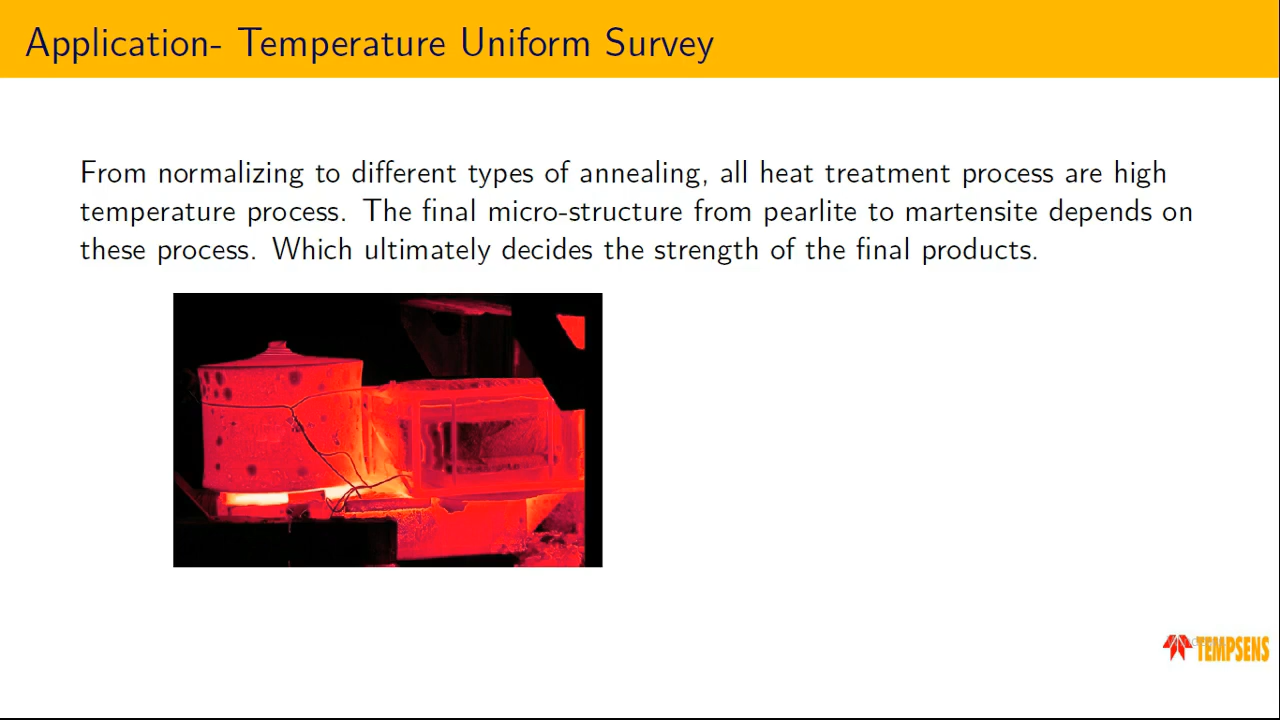 Application- Temperature Uniform Survey
From normalizing to different types of annealing, all heat treatment process are high
temperature process. The final micro-structure from pearlite to martensite depends on
these process. Which ultimately decides the strength of the final products.
TEMPSENS